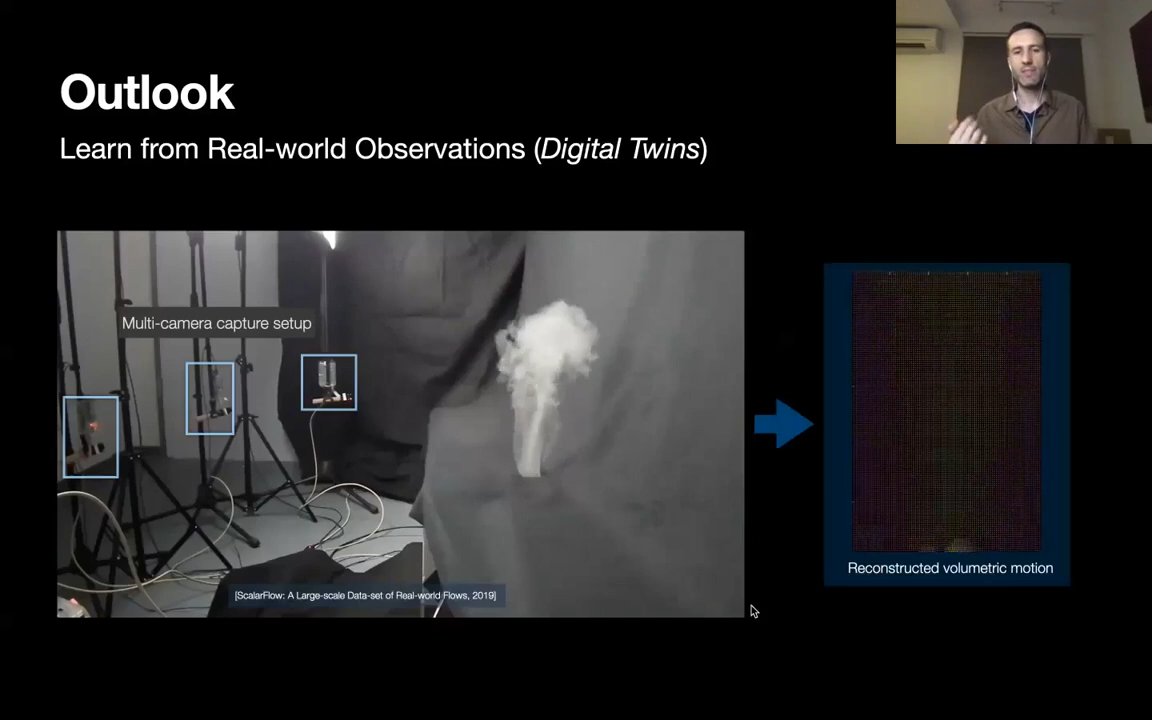 Outlook
Learn from Real-world Observations (Digital Twins)
Multi-camera capture setup
[ScalarFlow: A Large-scale Data-set of Real-world Flows, 2019]
Reconstructed volumetric motion